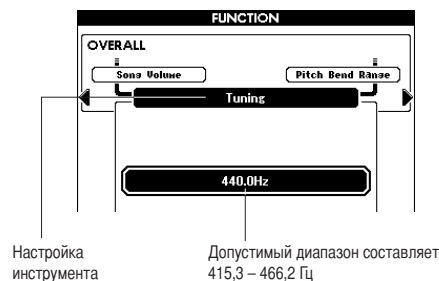 FUNCTION
OVERALL
Song Volume
Pitch Bend Range
Tuning
440.0Hz
Настройка
инструмента
Допустимый диапазон составляет
415,3 – 466,2 Гц